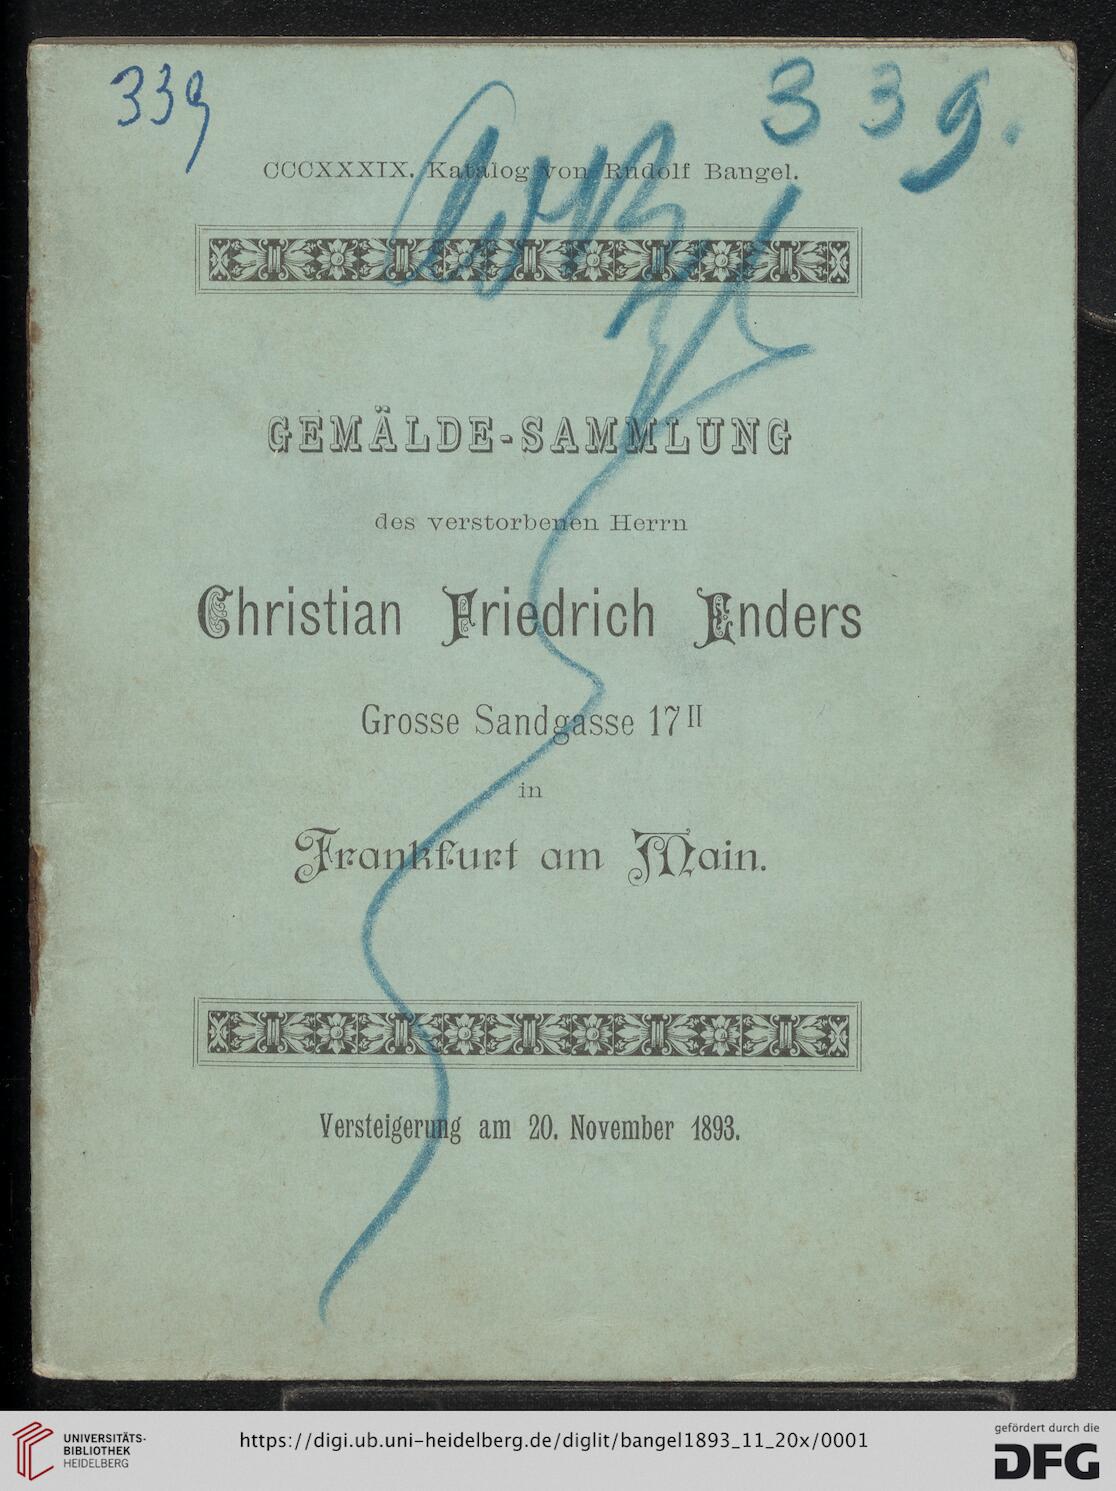 339
339.
CCCXXXIX. Katalog von Rudolf Bangel.
GEMÄLDE-SAMMLUNG
des verstorbenen Herrn
Christian Friedrich Enders
Grosse Sandgasse 17 II
in
Frankfurt am Main.
Versteigerung am 20. November 1893.
UNIVERSITÄTS-
BIBLIOTHEK
HEIDELBERG
https://digi.ub.uni-heidelberg.de/diglit/bangel1893_11_20x/0001
gefördert durch die
DFG